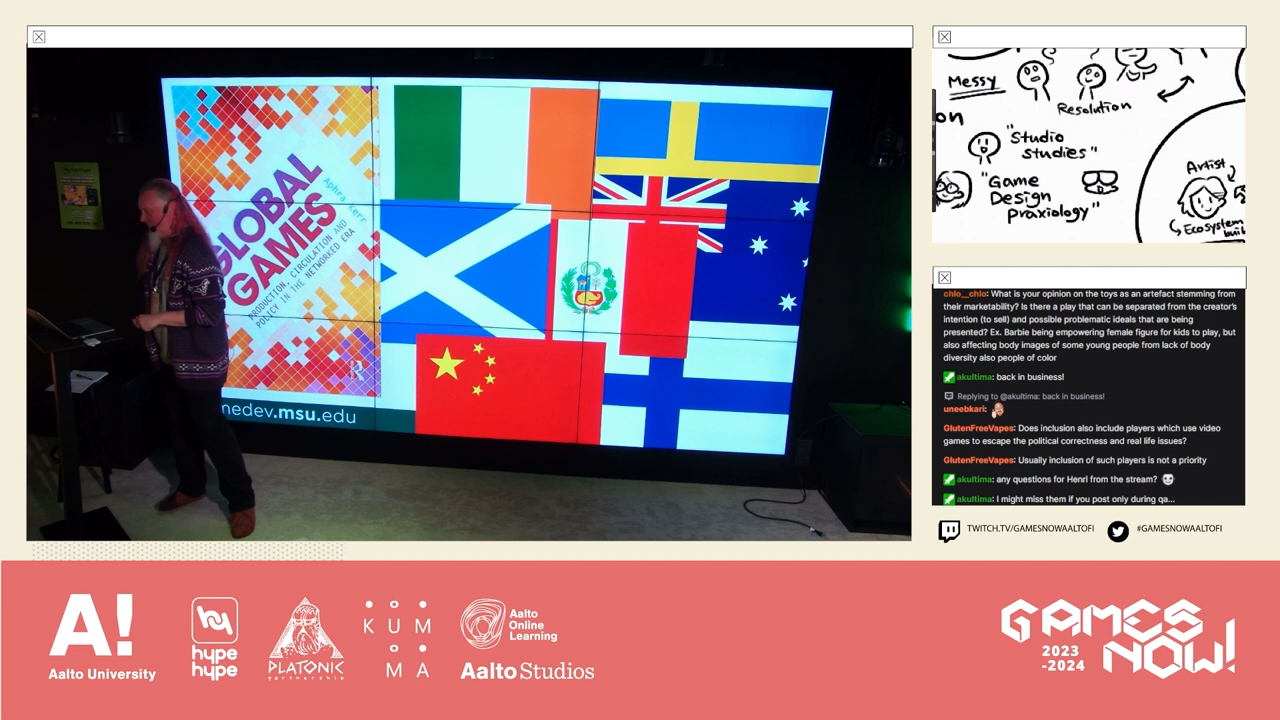 GLOBAL
GAMES
Aphra Kerr
PRODUCTION, CIRCULATION AND
POLICY IN THE NETWORKED ERA
R
medev.msu.edu
Messy
Resolution
on
"Studio
studies"
"Game
Design
praxiology"
Artist
Ecosystem
chlo__chlo: What is your opinion on the toys as an artefact stemming from
their marketability? Is there a play that can be separated from the creator's
intention (to sell) and possible problematic ideals that are being
presented? Ex. Barbie being empowering female figure for kids to play, but
also affecting body images of some young people from lack of body
diversity also people of color
akultima: back in business!
Replying to @akultima: back in business!
uneebkari:
GlutenFreeVapes: Does inclusion also include players which use video
games to escape the political correctness and real life issues?
GlutenFreeVapes: Usually inclusion of such players is not a priority
akultima: any questions for Henri from the stream?
akultima: I might miss them if you post only during qa...
TWITCH.TV/GAMESNOWAALTOFI
#GAMESNOWAALTOFI
A!
Aalto University
hype
hype
PLATONIC
partnership
KUM
MA
Aalto
Online
Learning
Aalto Studios
GAMES
NOW!
2023
-2024